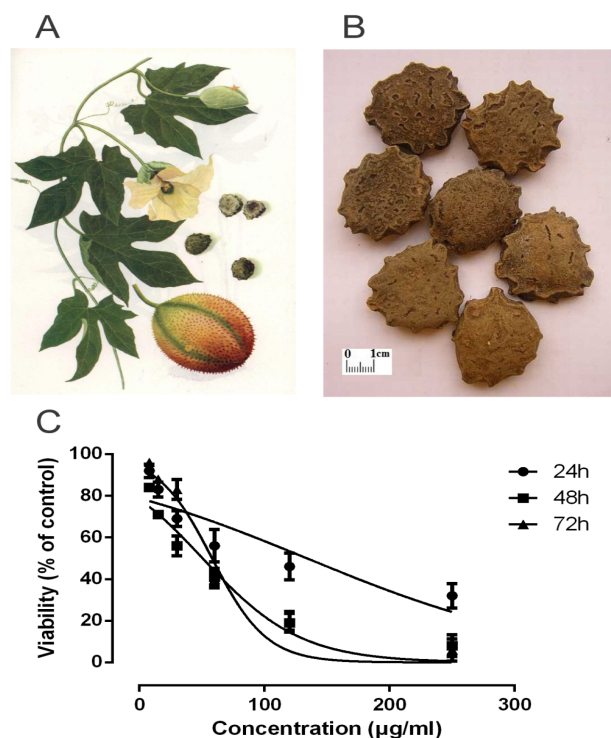 A
B
0 1cm
C
100
80
60
40
20
0
0 100 200 300
Viability (% of control)
Concentration (μg/ml)
24h
48h
72h